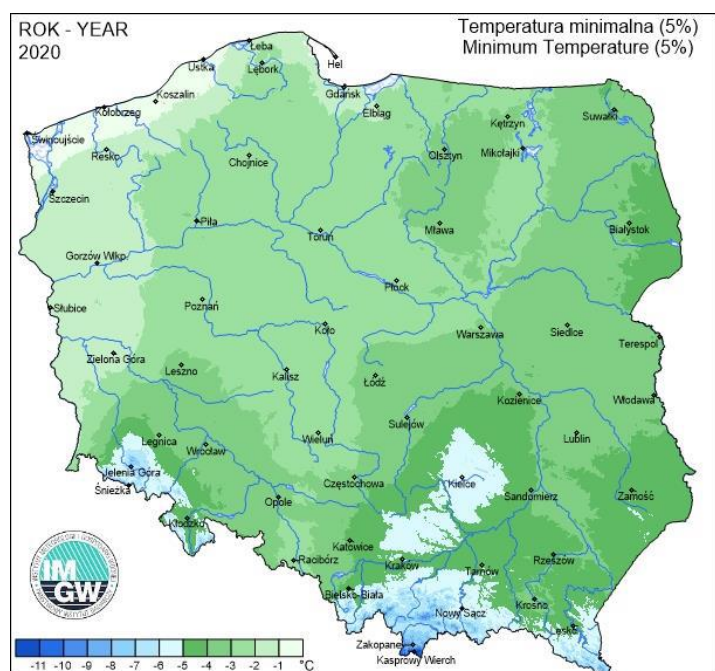 ROK - YEAR
2020
Temperatura minimalna (5%)
Minimum Temperature (5%)
Łeba
Hel
Ustka
Lębork
Gdańsk
Koszalin
Kołobrzeg
Elbląg
Kętrzyn
Suwałki
Świnoujście
Resko
Chojnice
Olsztyn
Mikołajki
Szczecin
Piła
Toruń
Mława
Białystok
Gorzów Wlkp.
Płock
Słubice
Poznań
Koło
Warszawa
Siedlce
Terespol
Zielona Góra
Leszno
Kalisz
Łódź
Kozienice
Włodawa
Sulejów
Legnica
Wrocław
Wieluń
Lublin
Jelenia Góra
Śnieżka
Częstochowa
Kielce
Sandomierz
Zamość
Opole
Kłodzko
Katowice
Racibórz
Kraków
Tarnów
Rzeszów
Bielsko-Biała
Nowy Sącz
Krosno
Lesko
Zakopane
Kasprowy Wierch
IM
GW
-11 -10 -9 -8 -7 -6 -5 -4 -3 -2 -1 °C